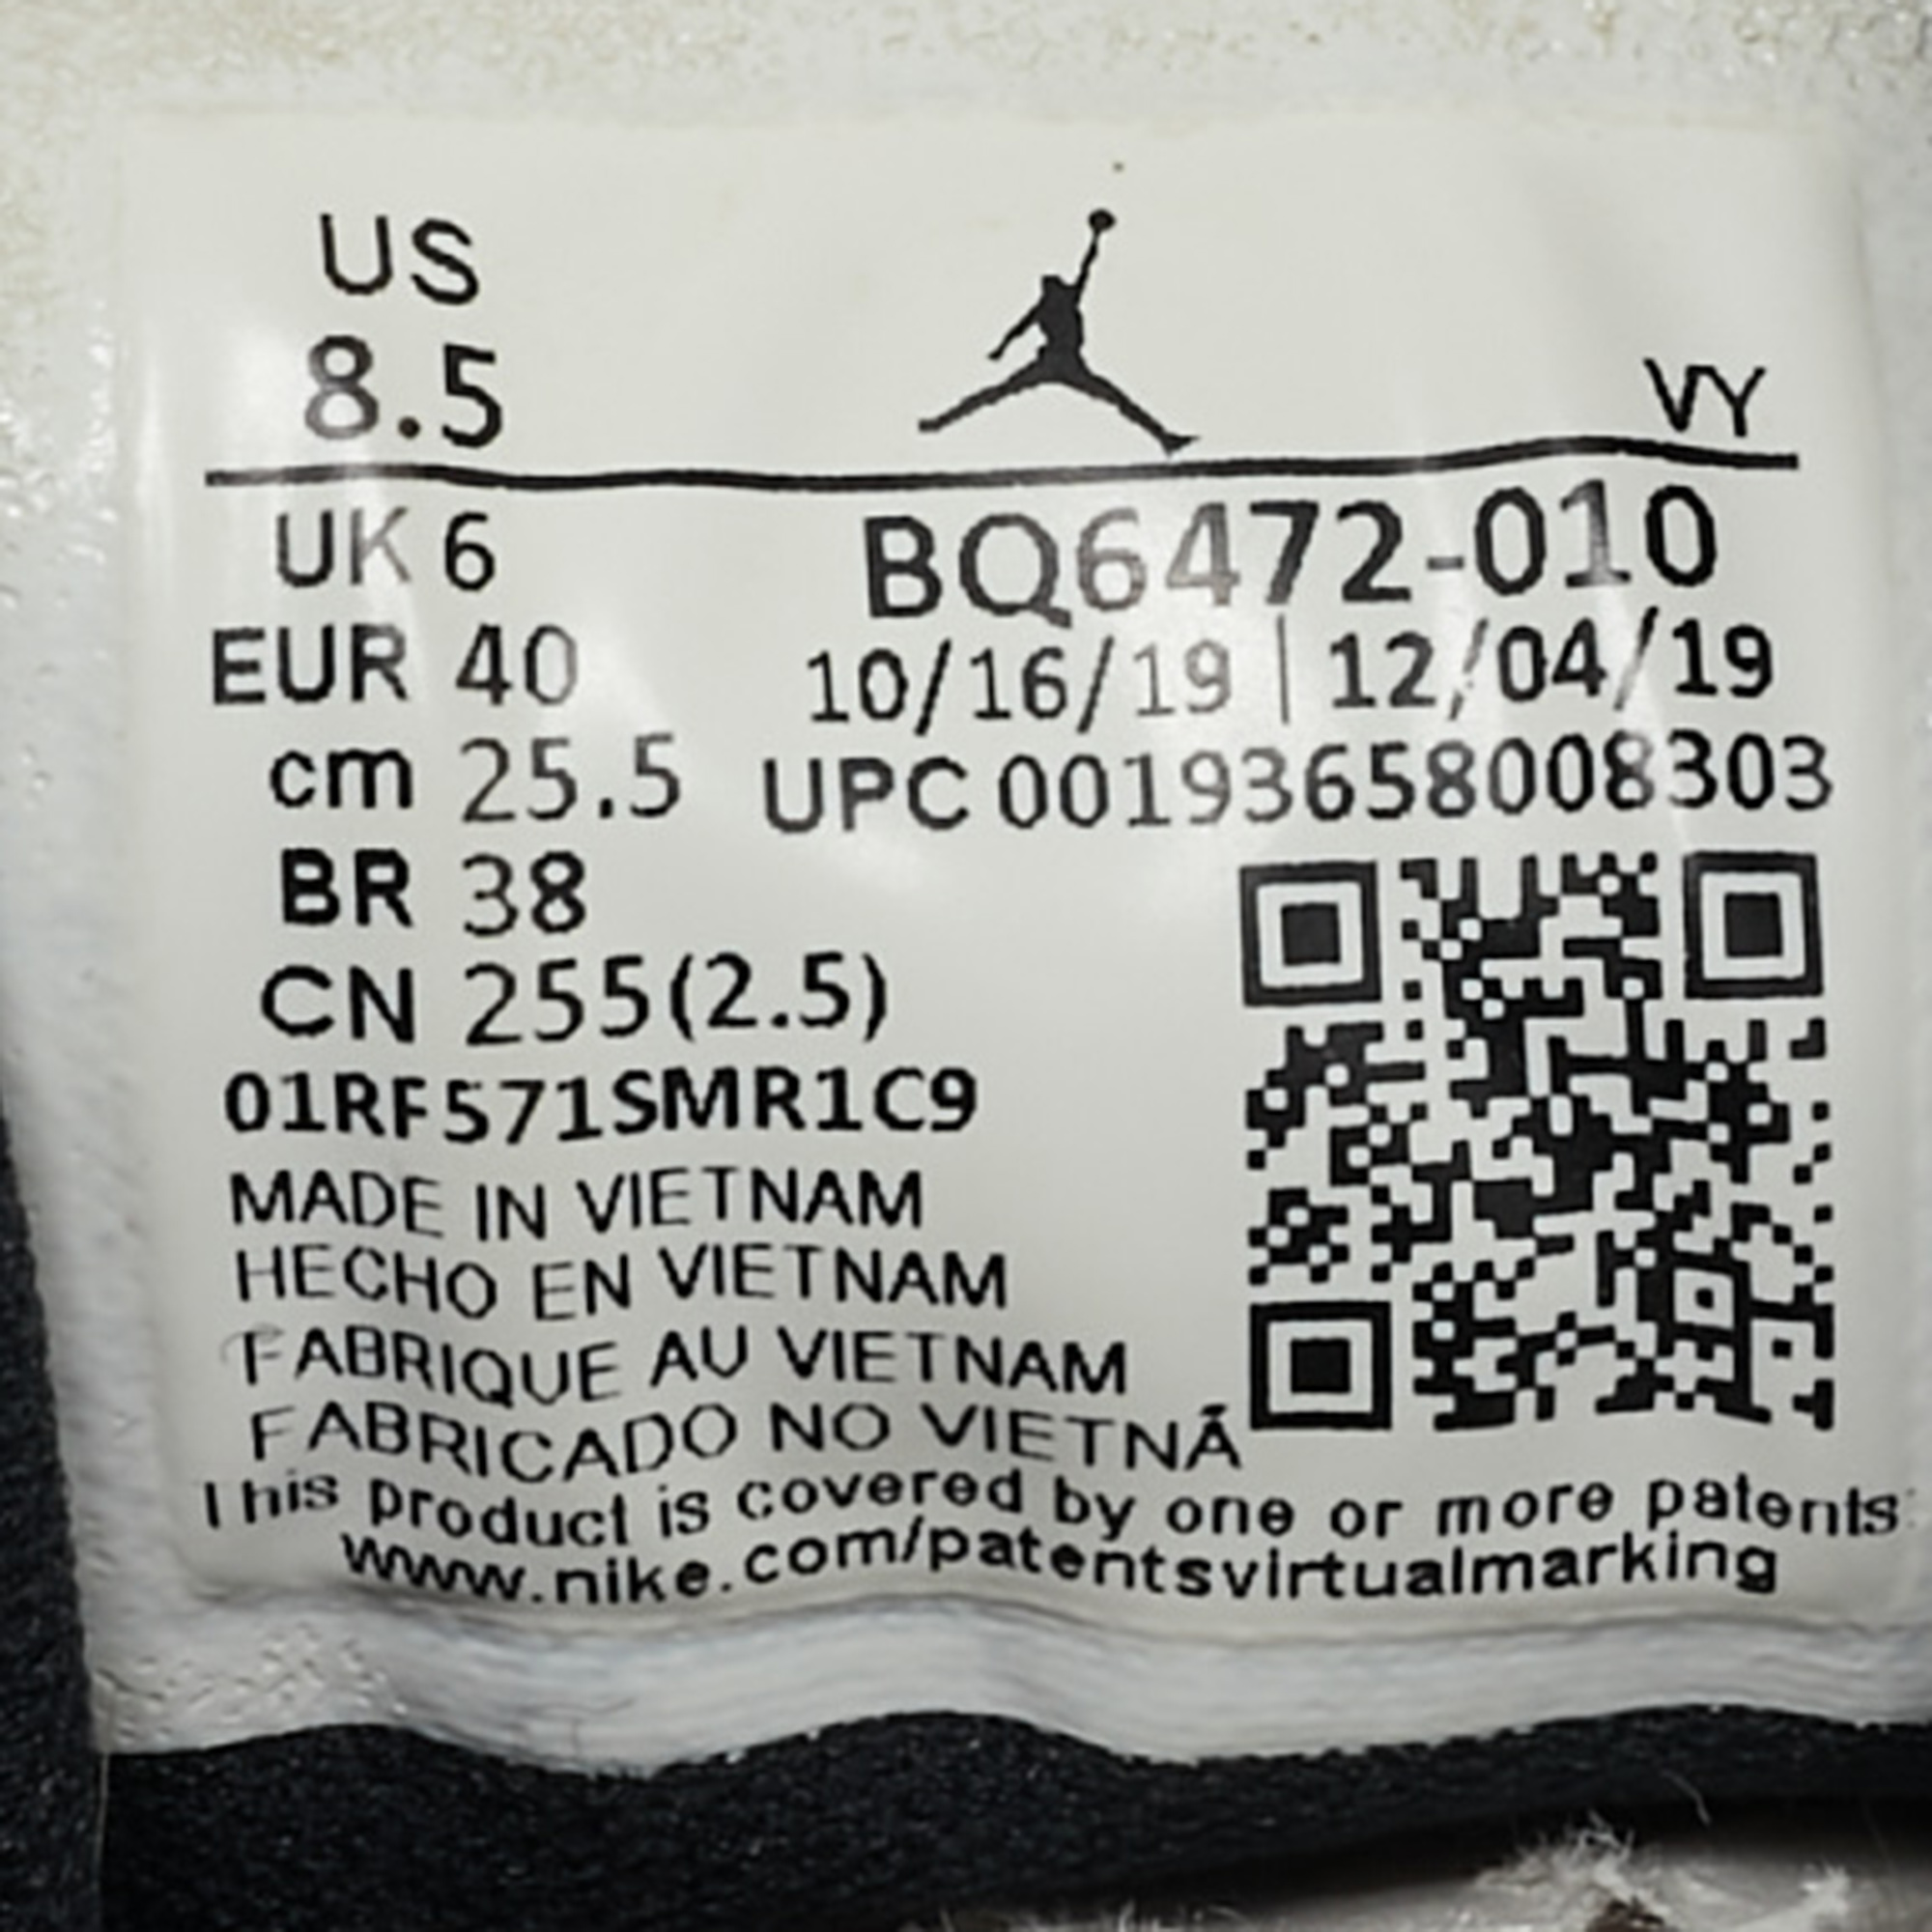 US
8.5
VY
UK 6
EUR 40
cm 25.5
BR 38
CN 255(2.5)
BQ6472-010
10/16/19 | 12/04/19
UPC 00193658008303
01RF571SMR1C9
MADE IN VIETNAM
HECHO EN VIETNAM
FABRIQUE AU VIETNAM
FABRICADO NO VIETNÃ
This product is covered by one or more patents:
www.nike.com/patentsvirtualmarking